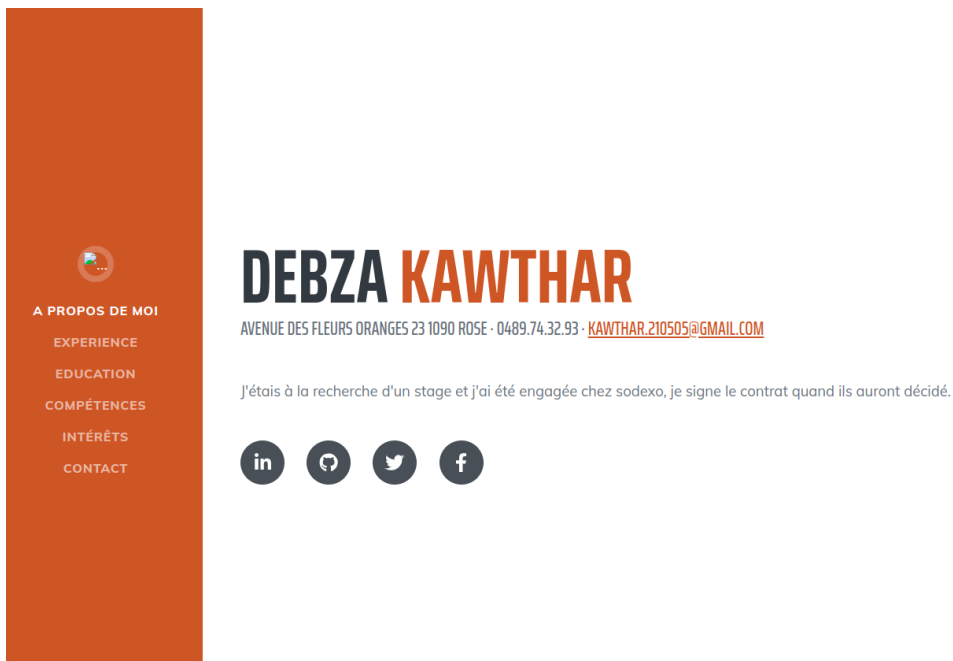 ...
A PROPOS DE MOI
EXPERIENCE
EDUCATION
COMPÉTENCES
INTÉRÊTS
CONTACT
DEBZA KAWTHAR
AVENUE DES FLEURS ORANGES 23 1090 ROSE · 0489.74.32.93 · KAWTHAR.210505@GMAIL.COM
J'étais à la recherche d'un stage et j'ai été engagée chez sodexo, je signe le contrat quand ils auront décidé.